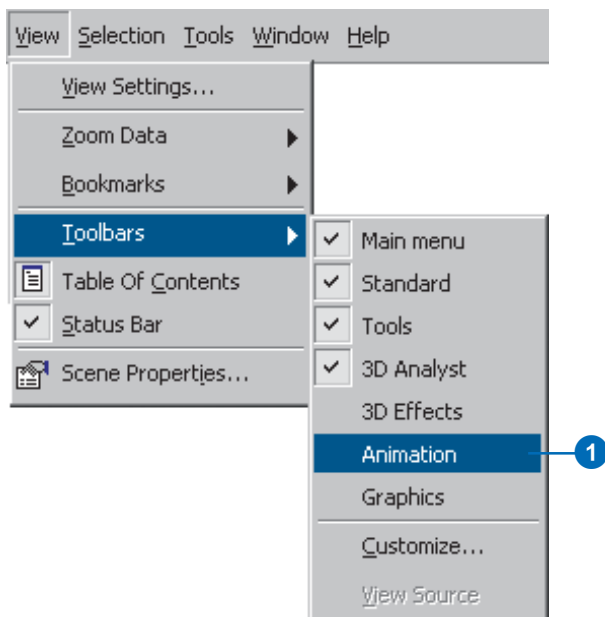 View Selection Tools Window Help
View Settings...
Zoom Data
Bookmarks
Toolbars
Table Of Contents
Status Bar
Scene Properties...
Main menu
Standard
Tools
3D Analyst
3D Effects
Animation
1
Graphics
Customize...
View Source